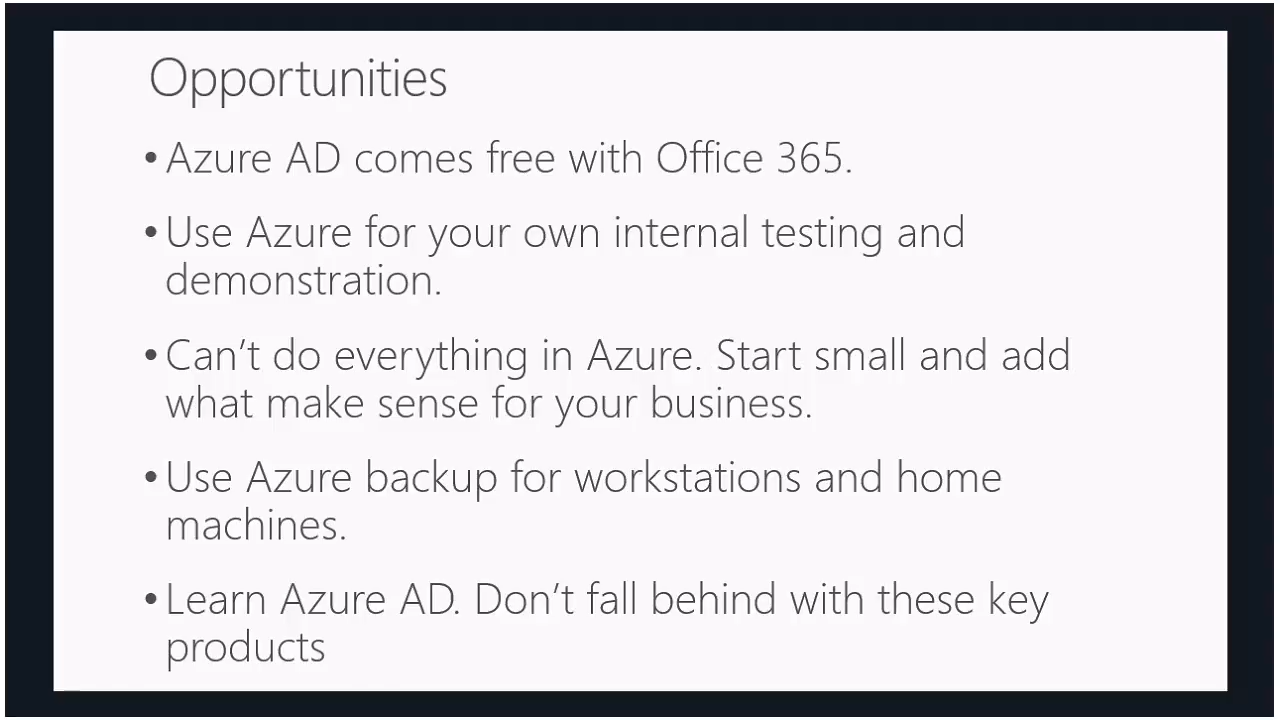 Opportunities
• Azure AD comes free with Office 365.
• Use Azure for your own internal testing and
demonstration.
• Can't do everything in Azure. Start small and add
what make sense for your business.
• Use Azure backup for workstations and home
machines.
• Learn Azure AD. Don't fall behind with these key
products